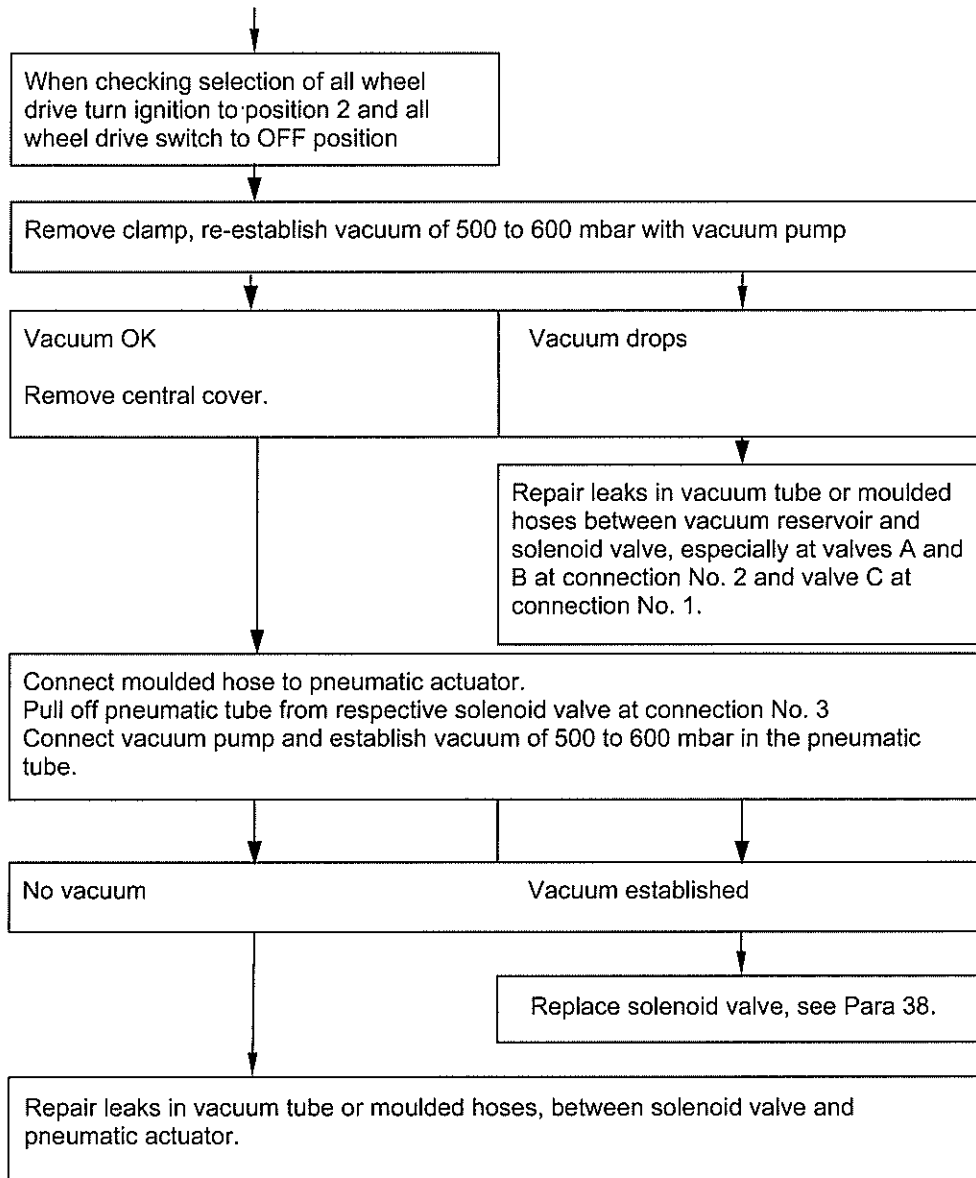 When checking selection of all wheel
drive turn ignition to position 2 and all
wheel drive switch to OFF position
Remove clamp, re-establish vacuum of 500 to 600 mbar with vacuum pump
Vacuum OK
Remove central cover.
Vacuum drops
Repair leaks in vacuum tube or moulded
hoses between vacuum reservoir and
solenoid valve, especially at valves A and
B at connection No. 2 and valve C at
connection No. 1.
Connect moulded hose to pneumatic actuator.
Pull off pneumatic tube from respective solenoid valve at connection No. 3
Connect vacuum pump and establish vacuum of 500 to 600 mbar in the pneumatic
tube.
No vacuum
Vacuum established
Replace solenoid valve, see Para 38.
Repair leaks in vacuum tube or moulded hoses, between solenoid valve and
pneumatic actuator.